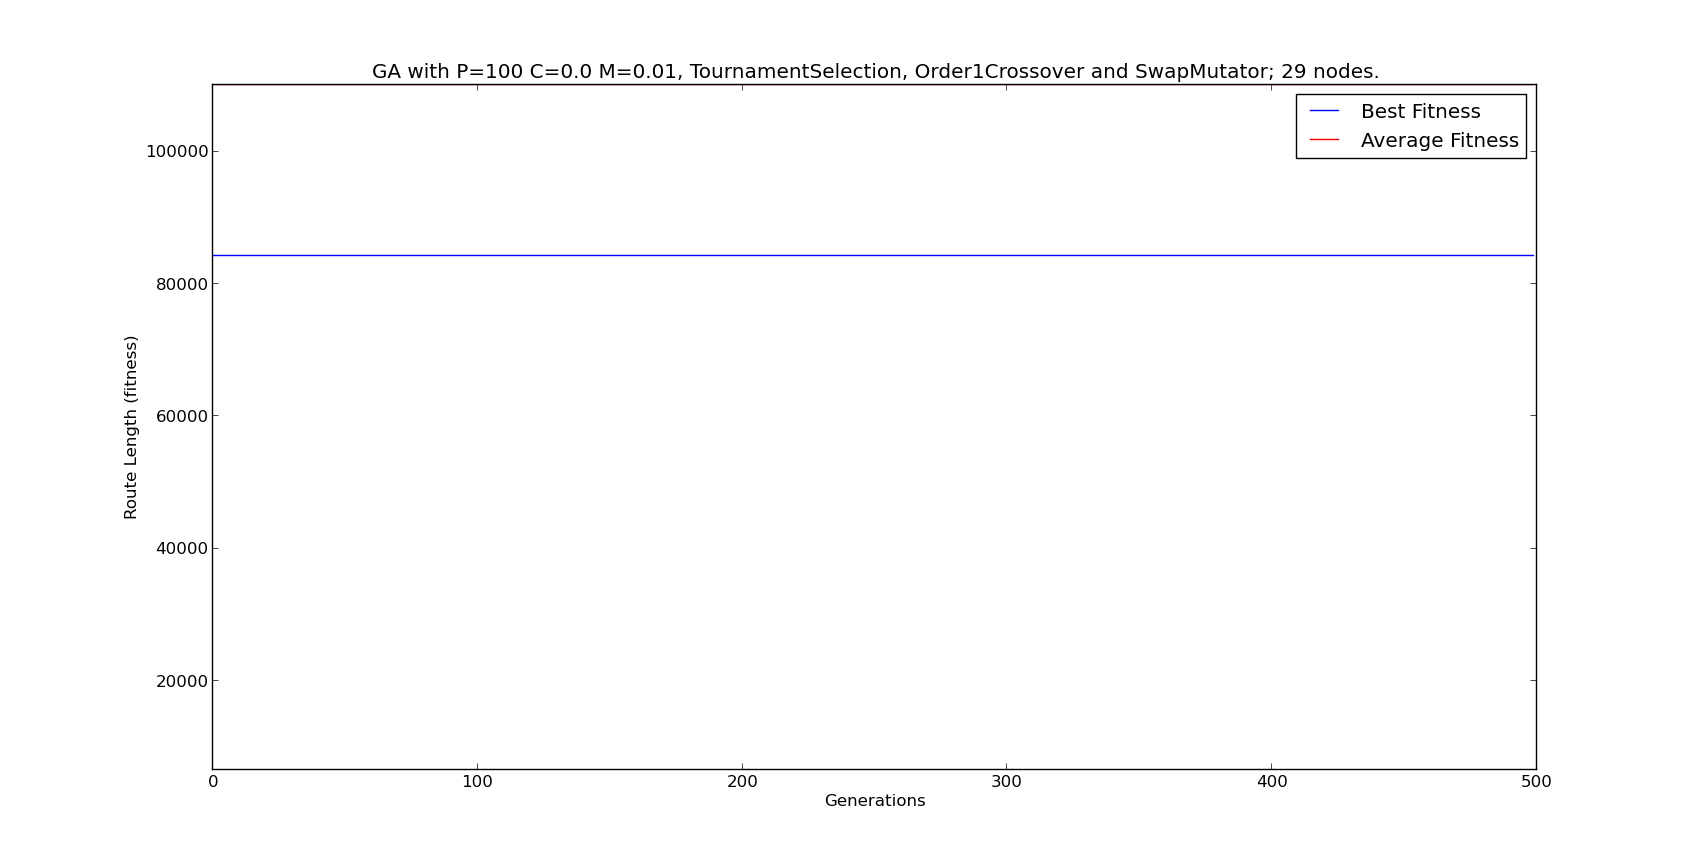 GA with P=100 C=0.0 M=0.01, TournamentSelection, Order1Crossover and SwapMutator; 29 nodes.
Best Fitness
Average Fitness
100000
80000
60000
40000
20000
Route Length (fitness)
0 100 200 300 400 500
Generations